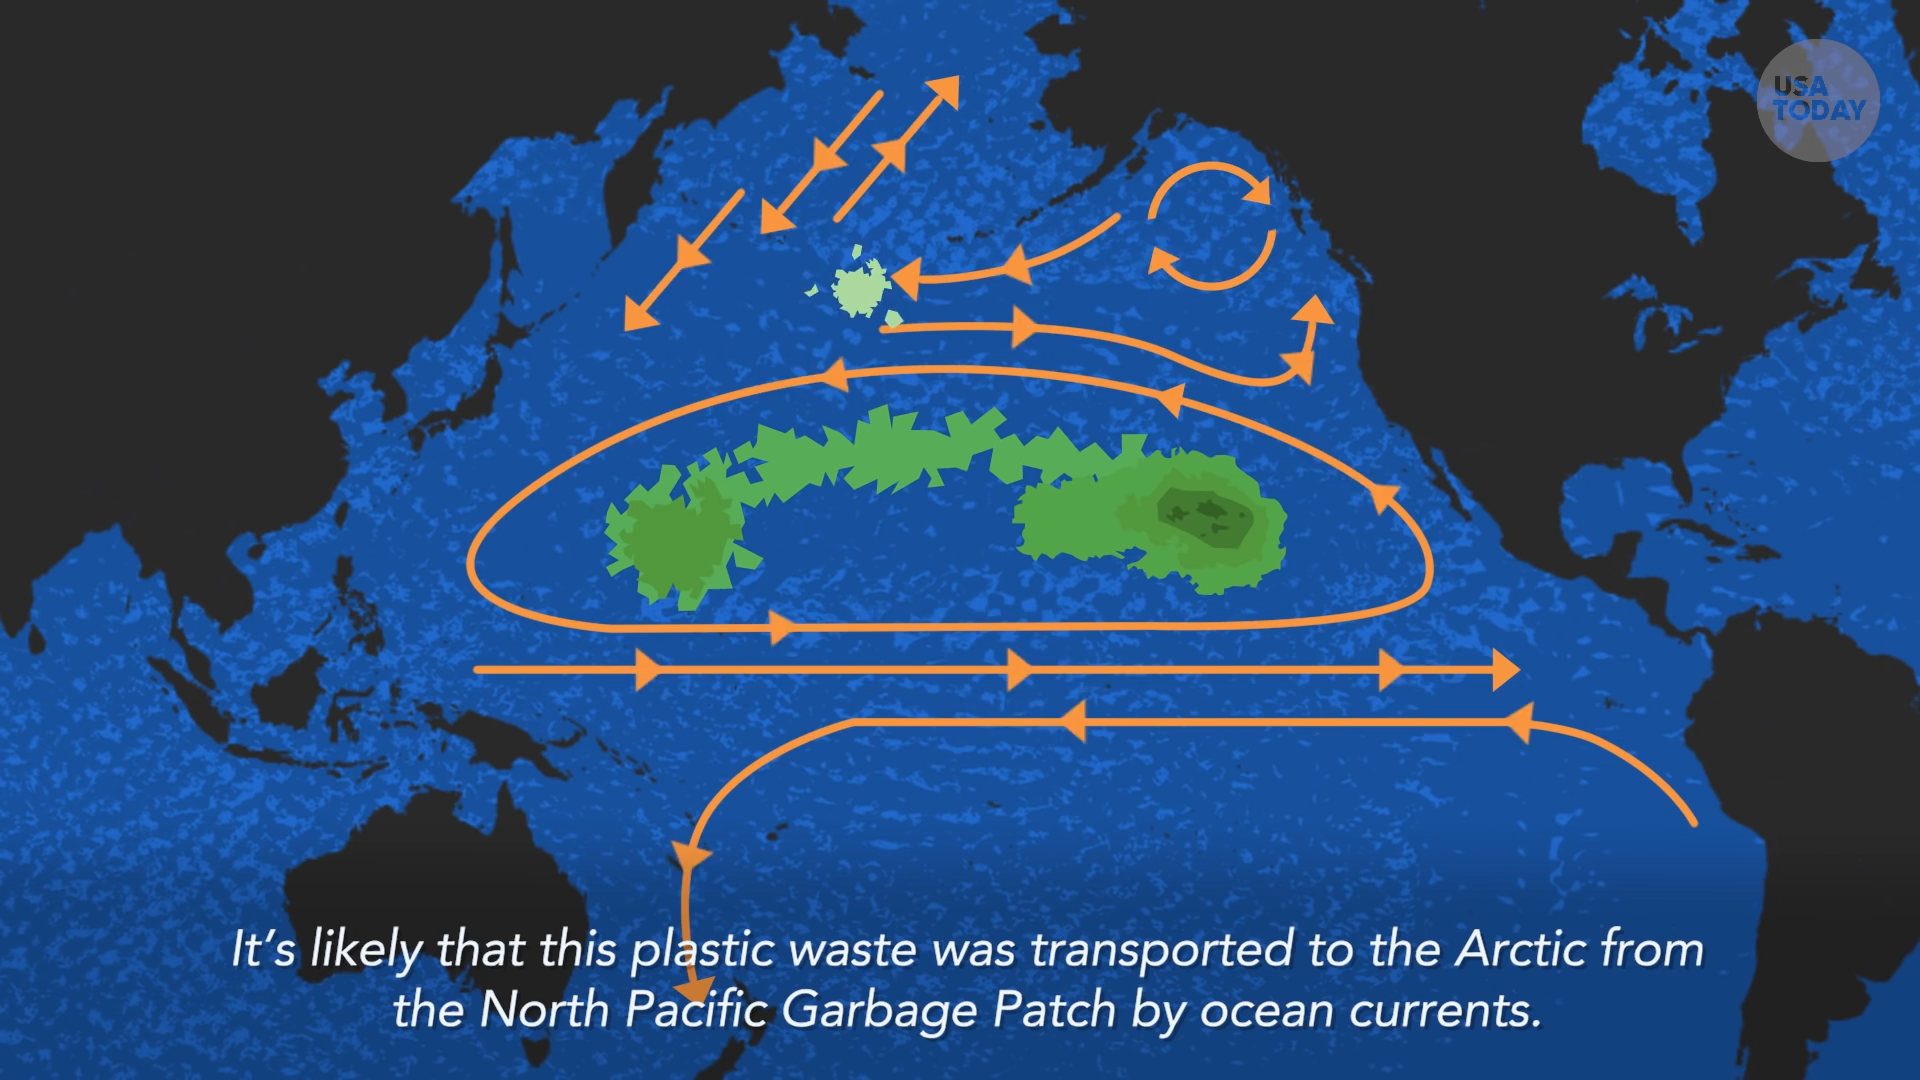 USA
TODAY
It's likely that this plastic waste was transported to the Arctic from
the North Pacific Garbage Patch by ocean currents.